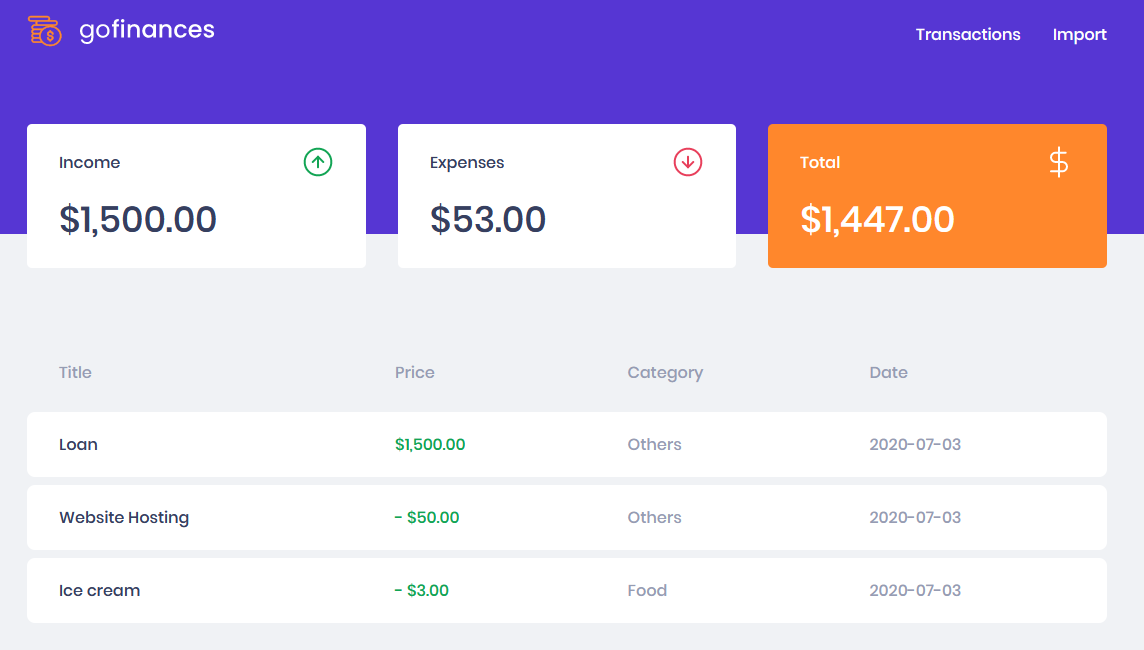 gofinances Transactions Import
Income Expenses Total $
$1,500.00 $53.00 $1,447.00
Title Price Category Date
Loan $1,500.00 Others 2020-07-03
Website Hosting - $50.00 Others 2020-07-03
Ice cream - $3.00 Food 2020-07-03